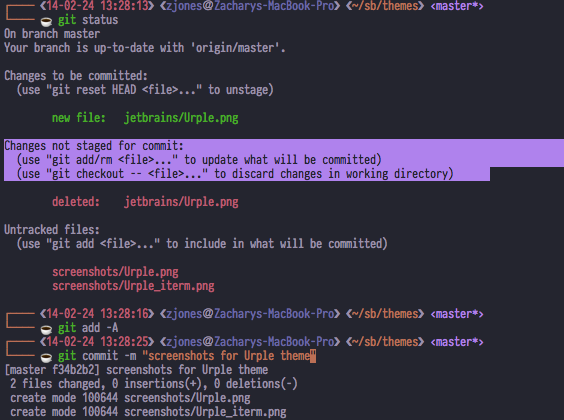 《14-02-24 13:28:13》《zjones@Zacharys-MacBook-Pro》《~/sb/themes》 <master*>
git status
On branch master
Your branch is up-to-date with 'origin/master'.
Changes to be committed:
(use "git reset HEAD <file>..." to unstage)
new file: jetbrains/Urple.png
Changes not staged for commit:
(use "git add/rm <file>..." to update what will be committed)
(use "git checkout -- <file>..." to discard changes in working directory)
deleted: jetbrains/Urple.png
Untracked files:
(use "git add <file>..." to include in what will be committed)
screenshots/Urple.png
screenshots/Urple_iterm.png
《14-02-24 13:28:16》《zjones@Zacharys-MacBook-Pro》《~/sb/themes》 <master*>
git add -A
《14-02-24 13:28:25》《zjones@Zacharys-MacBook-Pro》《~/sb/themes》 <master*>
git commit -m "screenshots for Urple theme"
[master f34b2b2] screenshots for Urple theme
2 files changed, 0 insertions(+), 0 deletions(-)
create mode 100644 screenshots/Urple.png
create mode 100644 screenshots/Urple_iterm.png